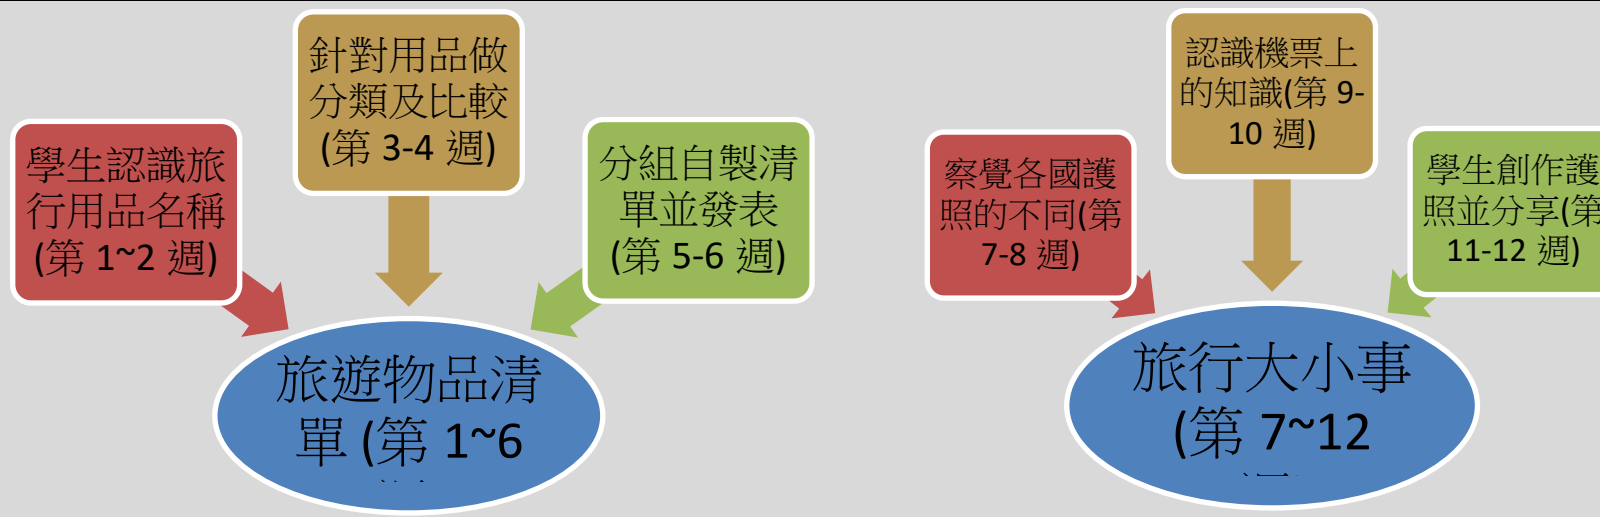 學生認識旅
行用品名稱
(第 1~2 週)
針對用品做
分類及比較
(第 3-4 週)
分組自製清
單並發表
(第 5-6 週)
旅遊物品清
單 (第 1~6
察覺各國護
照的不同(第
7-8 週)
認識機票上
的知識(第 9-
10 週)
學生創作護
照並分享(第
11-12 週)
旅行大小事
(第 7~12